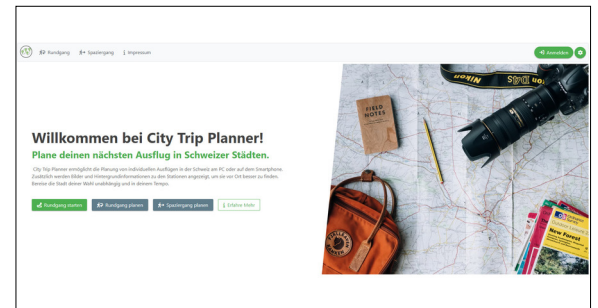 Rundgang Spaziergang Impressum
Anmelden
Willkommen bei City Trip Planner!
Plane deinen nächsten Ausflug in Schweizer Städten.
City Trip Planner ermöglicht die Planung von individuellen Ausflügen in der Schweiz am PC oder auf dem Smartphone.
Zusätzlich werden Bilder und Hintergrundinformationen zu den Stationen angezeigt, um sie vor Ort besser zu finden.
Bereise die Stadt deiner Wahl unabhängig und in deinem Tempo.
Rundgang starten Rundgang planen Spaziergang planen Erfahre Mehr
Nikon
FIELD
NOTES
New Forest